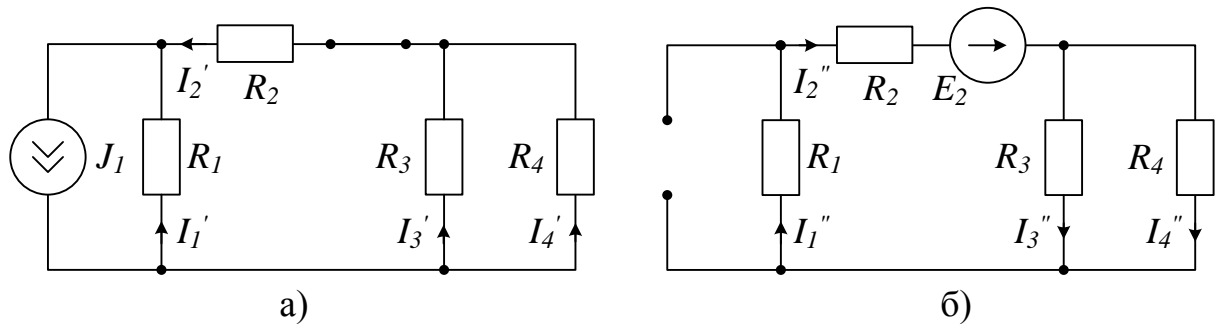 I2'
R2
J1
R1
R3
R4
I1'
I3'
I4'
а)
I2''
R2
E2
R1
R3
R4
I1''
I3''
I4''
б)